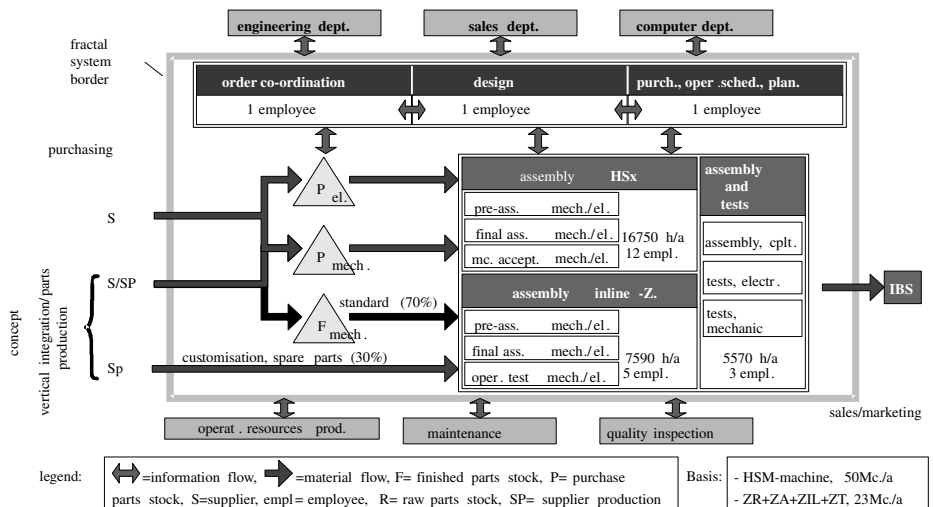 engineering dept. sales dept. computer dept.
fractal
system
border
order co-ordination design purch., oper .sched., plan.
1 employee 1 employee 1 employee
purchasing
P el.
S
P mech .
S/SP
F mech .
standard (70%)
customisation, spare parts (30%)
Sp
concept
vertical integration/parts
production
assembly HSx
pre-ass. mech./el.
final ass. mech./el.
mc. accept. mech./el.
16750 h/a
12 empl.
assembly inline -Z.
pre-ass. mech./el.
final ass. mech./el.
oper . test mech./el.
7590 h/a
5 empl.
assembly
and
tests
assembly, cplt.
tests, electr .
tests,
mechanic
5570 h/a
3 empl.
IBS
sales/marketing
operat . resources prod. maintenance quality inspection
legend:
=information flow, =material flow, F= finished parts stock, P= purchase
parts stock, S=supplier, empl= employee, R= raw parts stock, SP= supplier production
Basis:
- HSM-machine, 50Mc./a
- ZR+ZA+ZIL+ZT, 23Mc./a